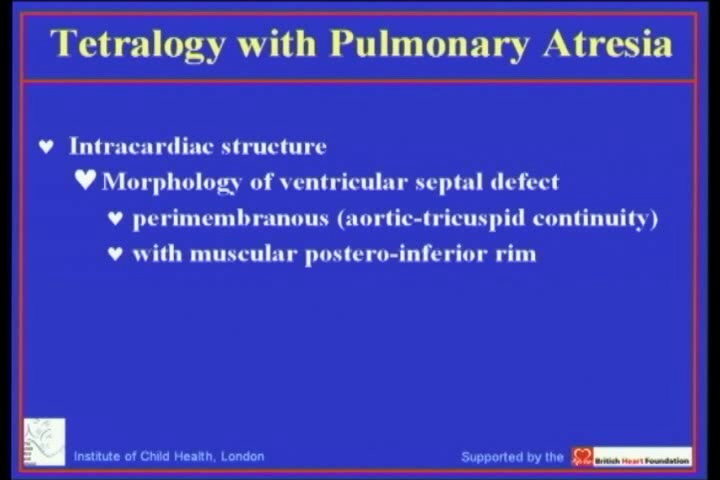 Tetralogy with Pulmonary Atresia
Intracardiac structure
Morphology of ventricular septal defect
perimembranous (aortic-tricuspid continuity)
with muscular postero-inferior rim
Institute of Child Health, London
Supported by the
British Heart Foundation